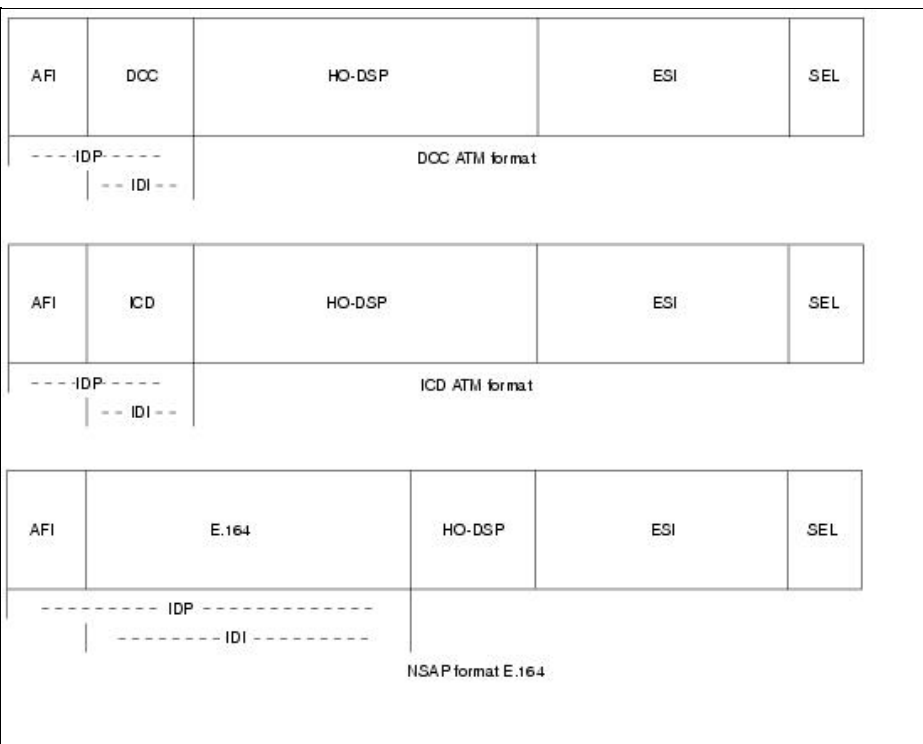 AFI DCC HO-DSP ESI SEL
IDP
DCC ATM format
IDI
AFI ICD HO-DSP ESI SEL
IDP
ICD ATM format
IDI
AFI E.164 HO-DSP ESI SEL
IDP
IDI
NSAP format E.164